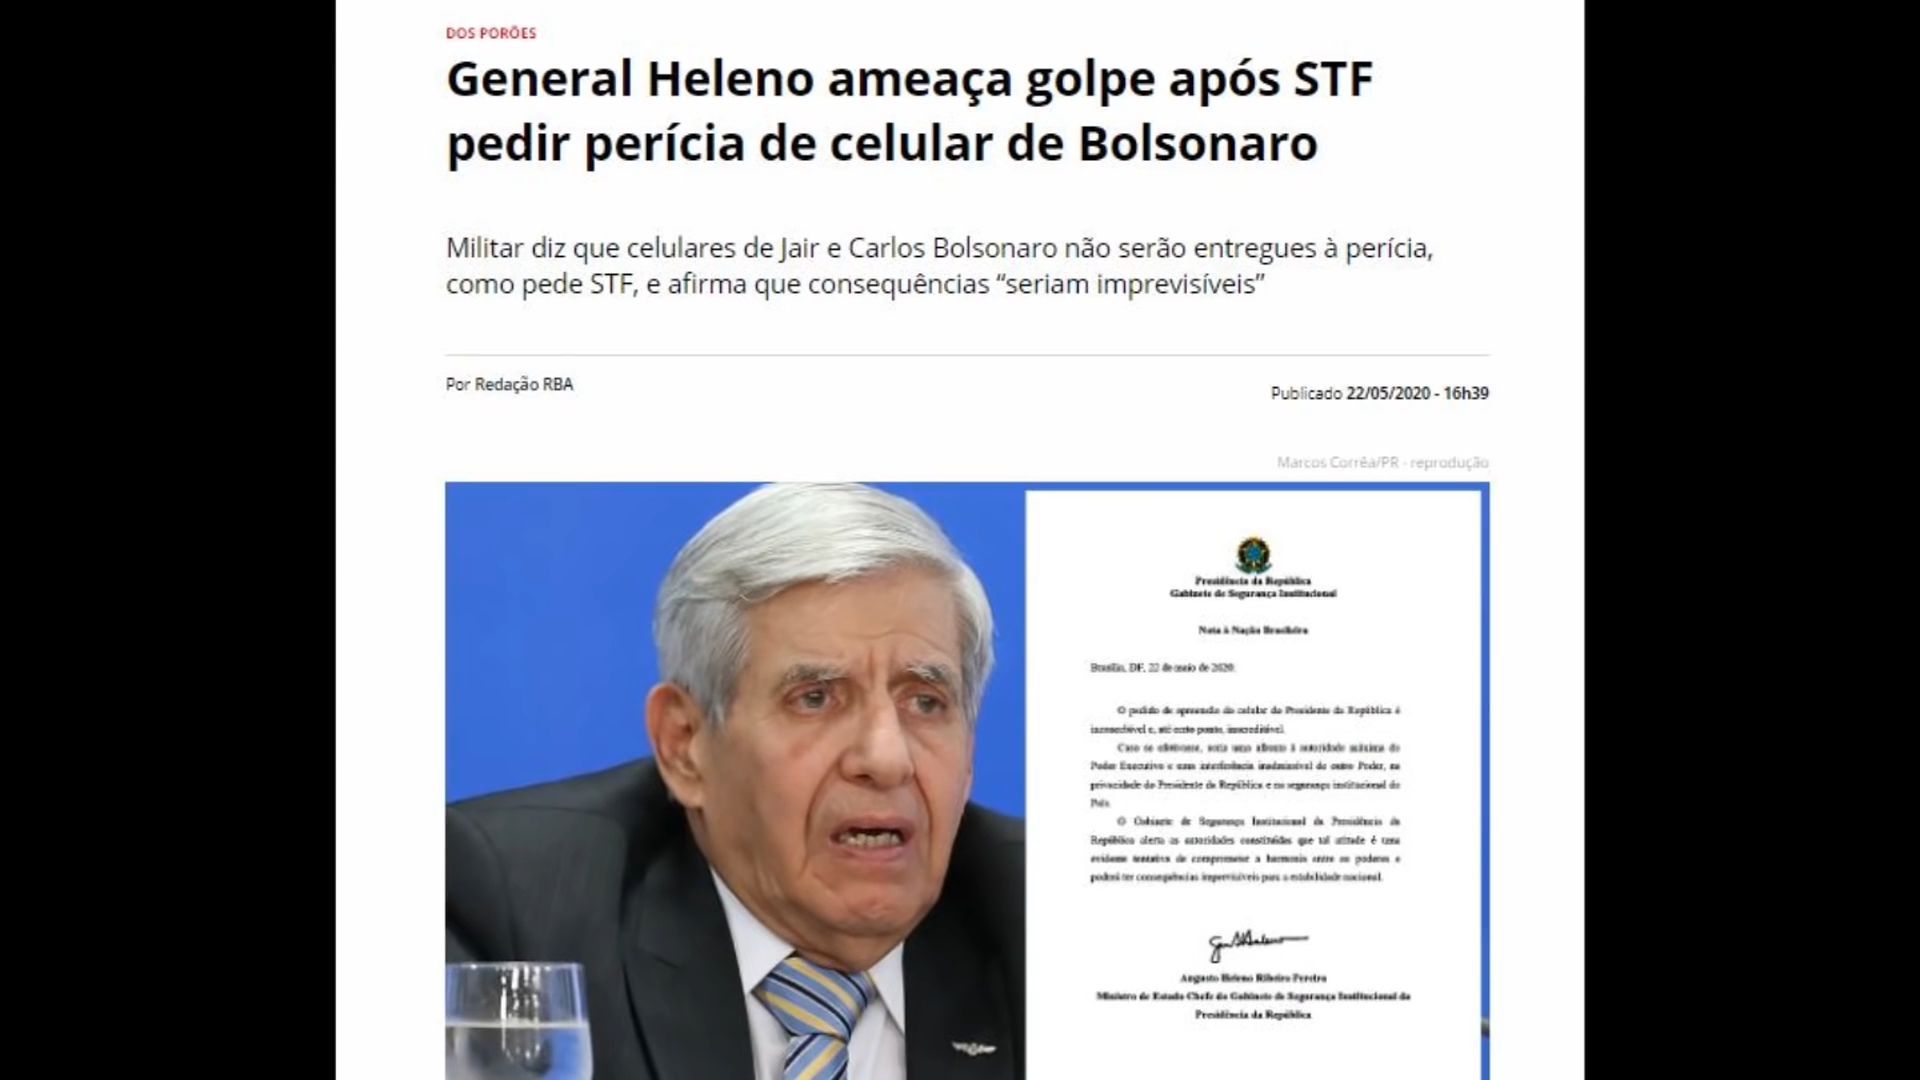 DOS PORÕES
General Heleno ameaça golpe após STF
pedir perícia de celular de Bolsonaro
Militar diz que celulares de Jair e Carlos Bolsonaro não serão entregues à perícia,
como pede STF, e afirma que consequências “seriam imprevisíveis”
Por Redação RBA
Publicado 22/05/2020 - 16h39
Marcos Corrêa/PR - reprodução
Presidência da República
Gabinete de Segurança Institucional
Nota à Nação Brasileira
Brasília, DF, 22 de maio de 2020.
O pedido de apreensão do celular do Presidente da República é
inconcebível e, até certo ponto, inacreditável.
Caso se efetivasse, seria uma afronta à autoridade máxima do
Poder Executivo e uma interferência inadmissível de outro Poder, na
privacidade do Presidente da República e na segurança institucional do
País.
O Gabinete de Segurança Institucional da Presidência da
República alerta as autoridades constituídas que tal atitude é uma
evidente tentativa de comprometer a harmonia entre os poderes e
poderá ter consequências imprevisíveis para a estabilidade nacional.
Augusto Heleno Ribeiro Pereira
Ministro de Estado Chefe do Gabinete de Segurança Institucional da
Presidência da República